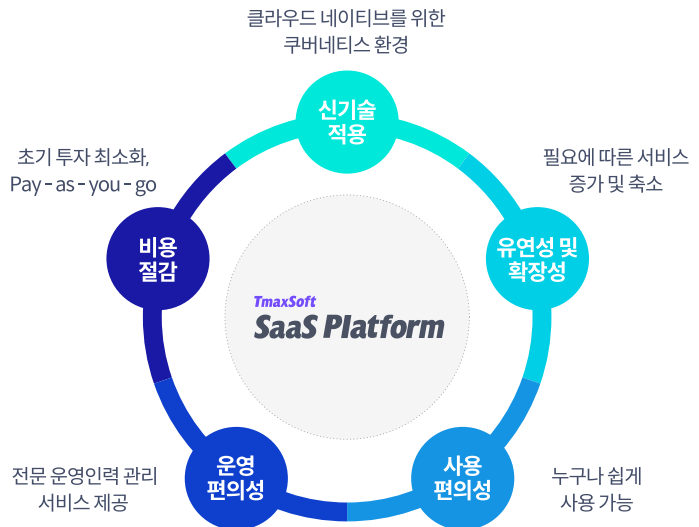 클라우드 네이티브를 위한
쿠버네티스 환경
신기술
적용
필요에 따른 서비스
증가 및 축소
유연성 및
확장성
누구나 쉽게
사용 가능
사용
편의성
전문 운영인력 관리
서비스 제공
운영
편의성
초기 투자 최소화,
Pay-as-you-go
비용
절감
TmaxSoft
SaaS Platform